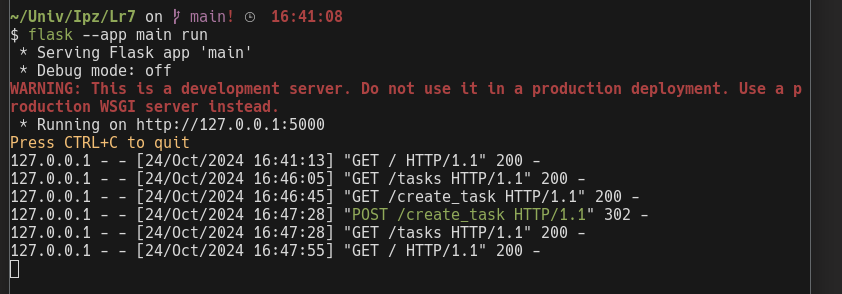 ~/Univ/Ipz/Lr7 on main! 16:41:08
$ flask --app main run
* Serving Flask app 'main'
* Debug mode: off
WARNING: This is a development server. Do not use it in a production deployment. Use a p
roduction WSGI server instead.
* Running on http://127.0.0.1:5000
Press CTRL+C to quit
127.0.0.1 - - [24/Oct/2024 16:41:13] "GET / HTTP/1.1" 200 -
127.0.0.1 - - [24/Oct/2024 16:46:05] "GET /tasks HTTP/1.1" 200 -
127.0.0.1 - - [24/Oct/2024 16:46:45] "GET /create_task HTTP/1.1" 200 -
127.0.0.1 - - [24/Oct/2024 16:47:28] "POST /create_task HTTP/1.1" 302 -
127.0.0.1 - - [24/Oct/2024 16:47:28] "GET /tasks HTTP/1.1" 200 -
127.0.0.1 - - [24/Oct/2024 16:47:55] "GET / HTTP/1.1" 200 -